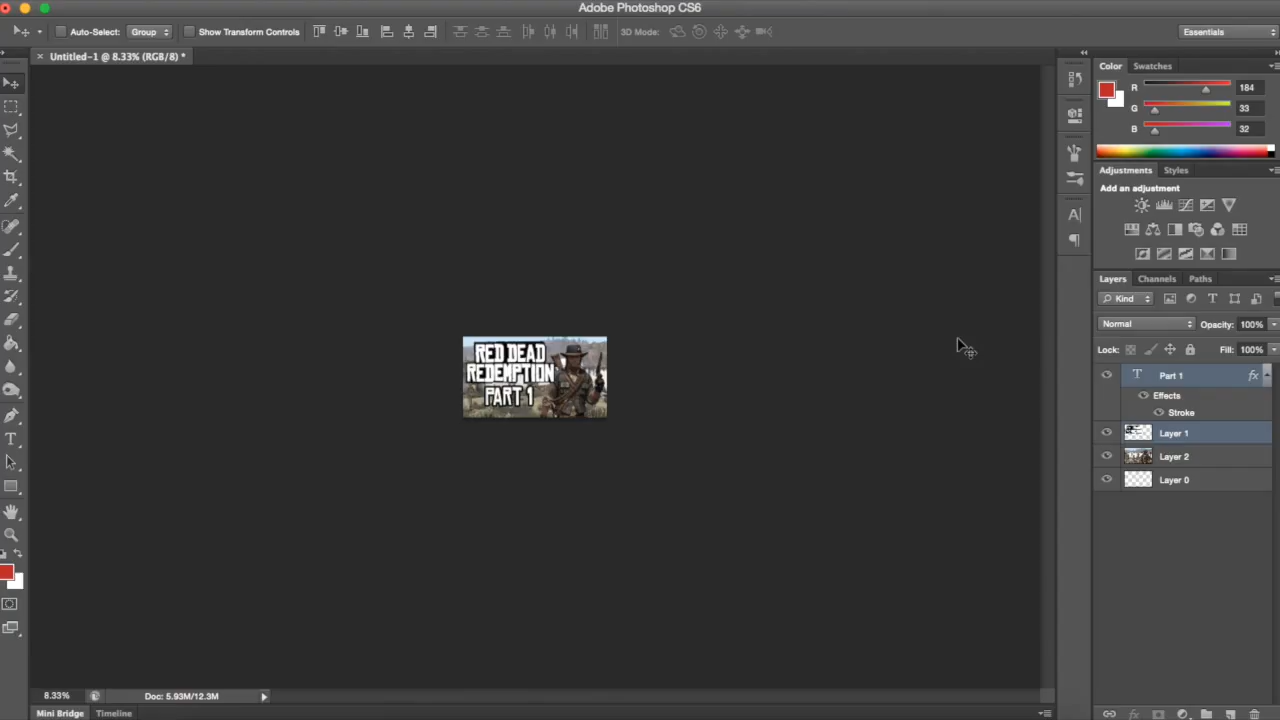 Adobe Photoshop CS6
Auto-Select: Group Show Transform Controls 3D Mode: Essentials
Untitled-1 @ 8.33% (RGB/8) *
Color Swatches
R 184
G 33
B 32
Adjustments Styles
Add an adjustment
Layers Channels Paths
Kind
Normal Opacity: 100%
Lock: Fill: 100%
T Part 1 fx
Effects
Stroke
Layer 1
Layer 2
Layer 0
RED DEAD
REDEMPTION
PART 1
8.33% Doc: 5.93M/12.3M
Mini Bridge Timeline